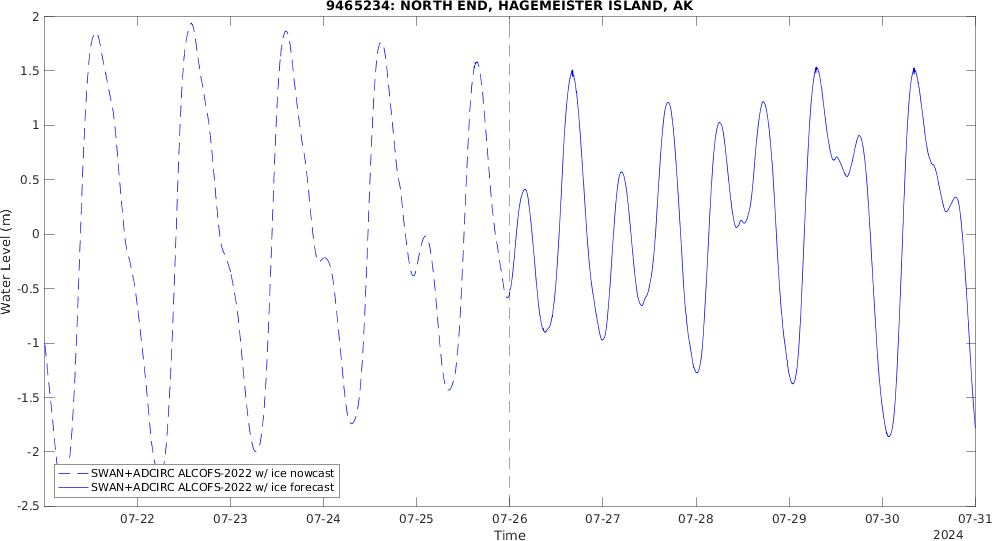 9465234: NORTH END, HAGEMEISTER ISLAND, AK
2
1.5
1
0.5
0
-0.5
-1
-1.5
-2
-2.5
Water Level (m)
SWAN+ADCIRC ALCOFS-2022 w/ ice nowcast
SWAN+ADCIRC ALCOFS-2022 w/ ice forecast
07-22 07-23 07-24 07-25 07-26 07-27 07-28 07-29 07-30 07-31
Time
2024